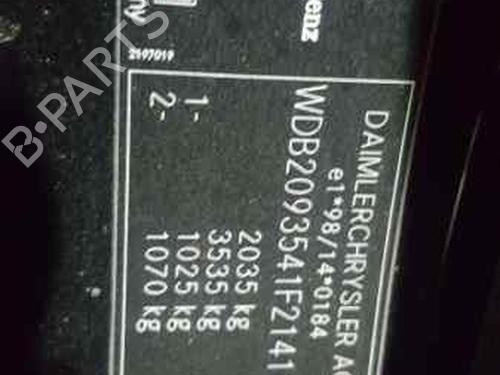 DAIMLERCHRYSLER AG
e1*98/14*0184
WDB2093541F2141
2035 kg
3535 kg
1- 1025 kg
2- 1070 kg
enz
ny
2197019
B-PARTS